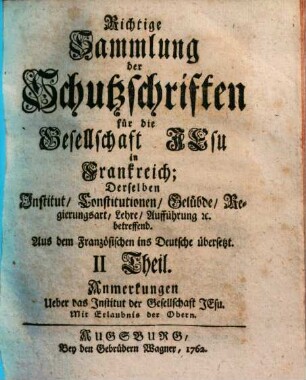 Richtige
Sammlung
der
Schutzschriften
für die
Gesellschaft JEsu
in
Frankreich;
Derselben
Institut/ Constitutionen/ Gelübde/ Re-
gierungsart/ Lehre/ Aufführung ꝛc.
betreffend.
Aus dem Französischen ins Deutsche übersetzt.
II Theil.
Anmerkungen
Ueber das Institut der Gesellschaft JEsu.
Mit Erlaubnis der Obern.
AUGSBURG,
Bey den Gebrüdern Wagner, 1762.